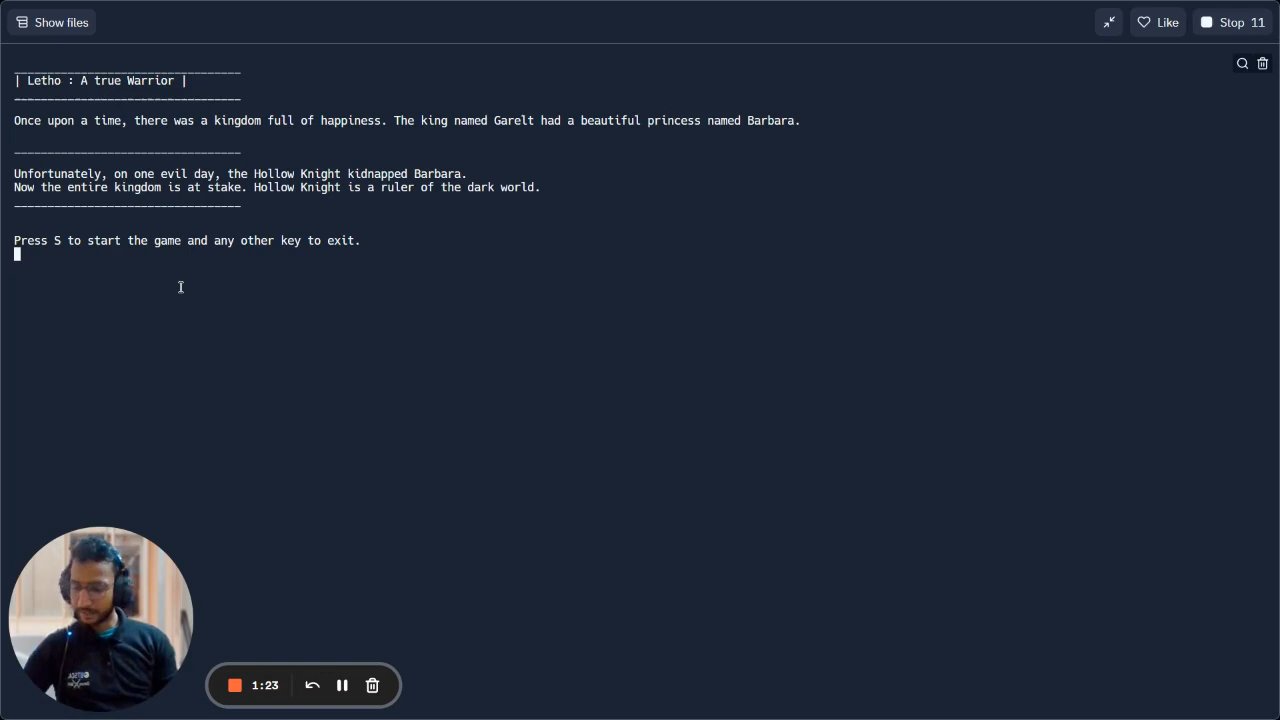 Show files
Like
Stop 11
| Letho : A true Warrior |
Once upon a time, there was a kingdom full of happiness. The king named Garelt had a beautiful princess named Barbara.
Unfortunately, on one evil day, the Hollow Knight kidnapped Barbara.
Now the entire kingdom is at stake. Hollow Knight is a ruler of the dark world.
Press S to start the game and any other key to exit.
1:23